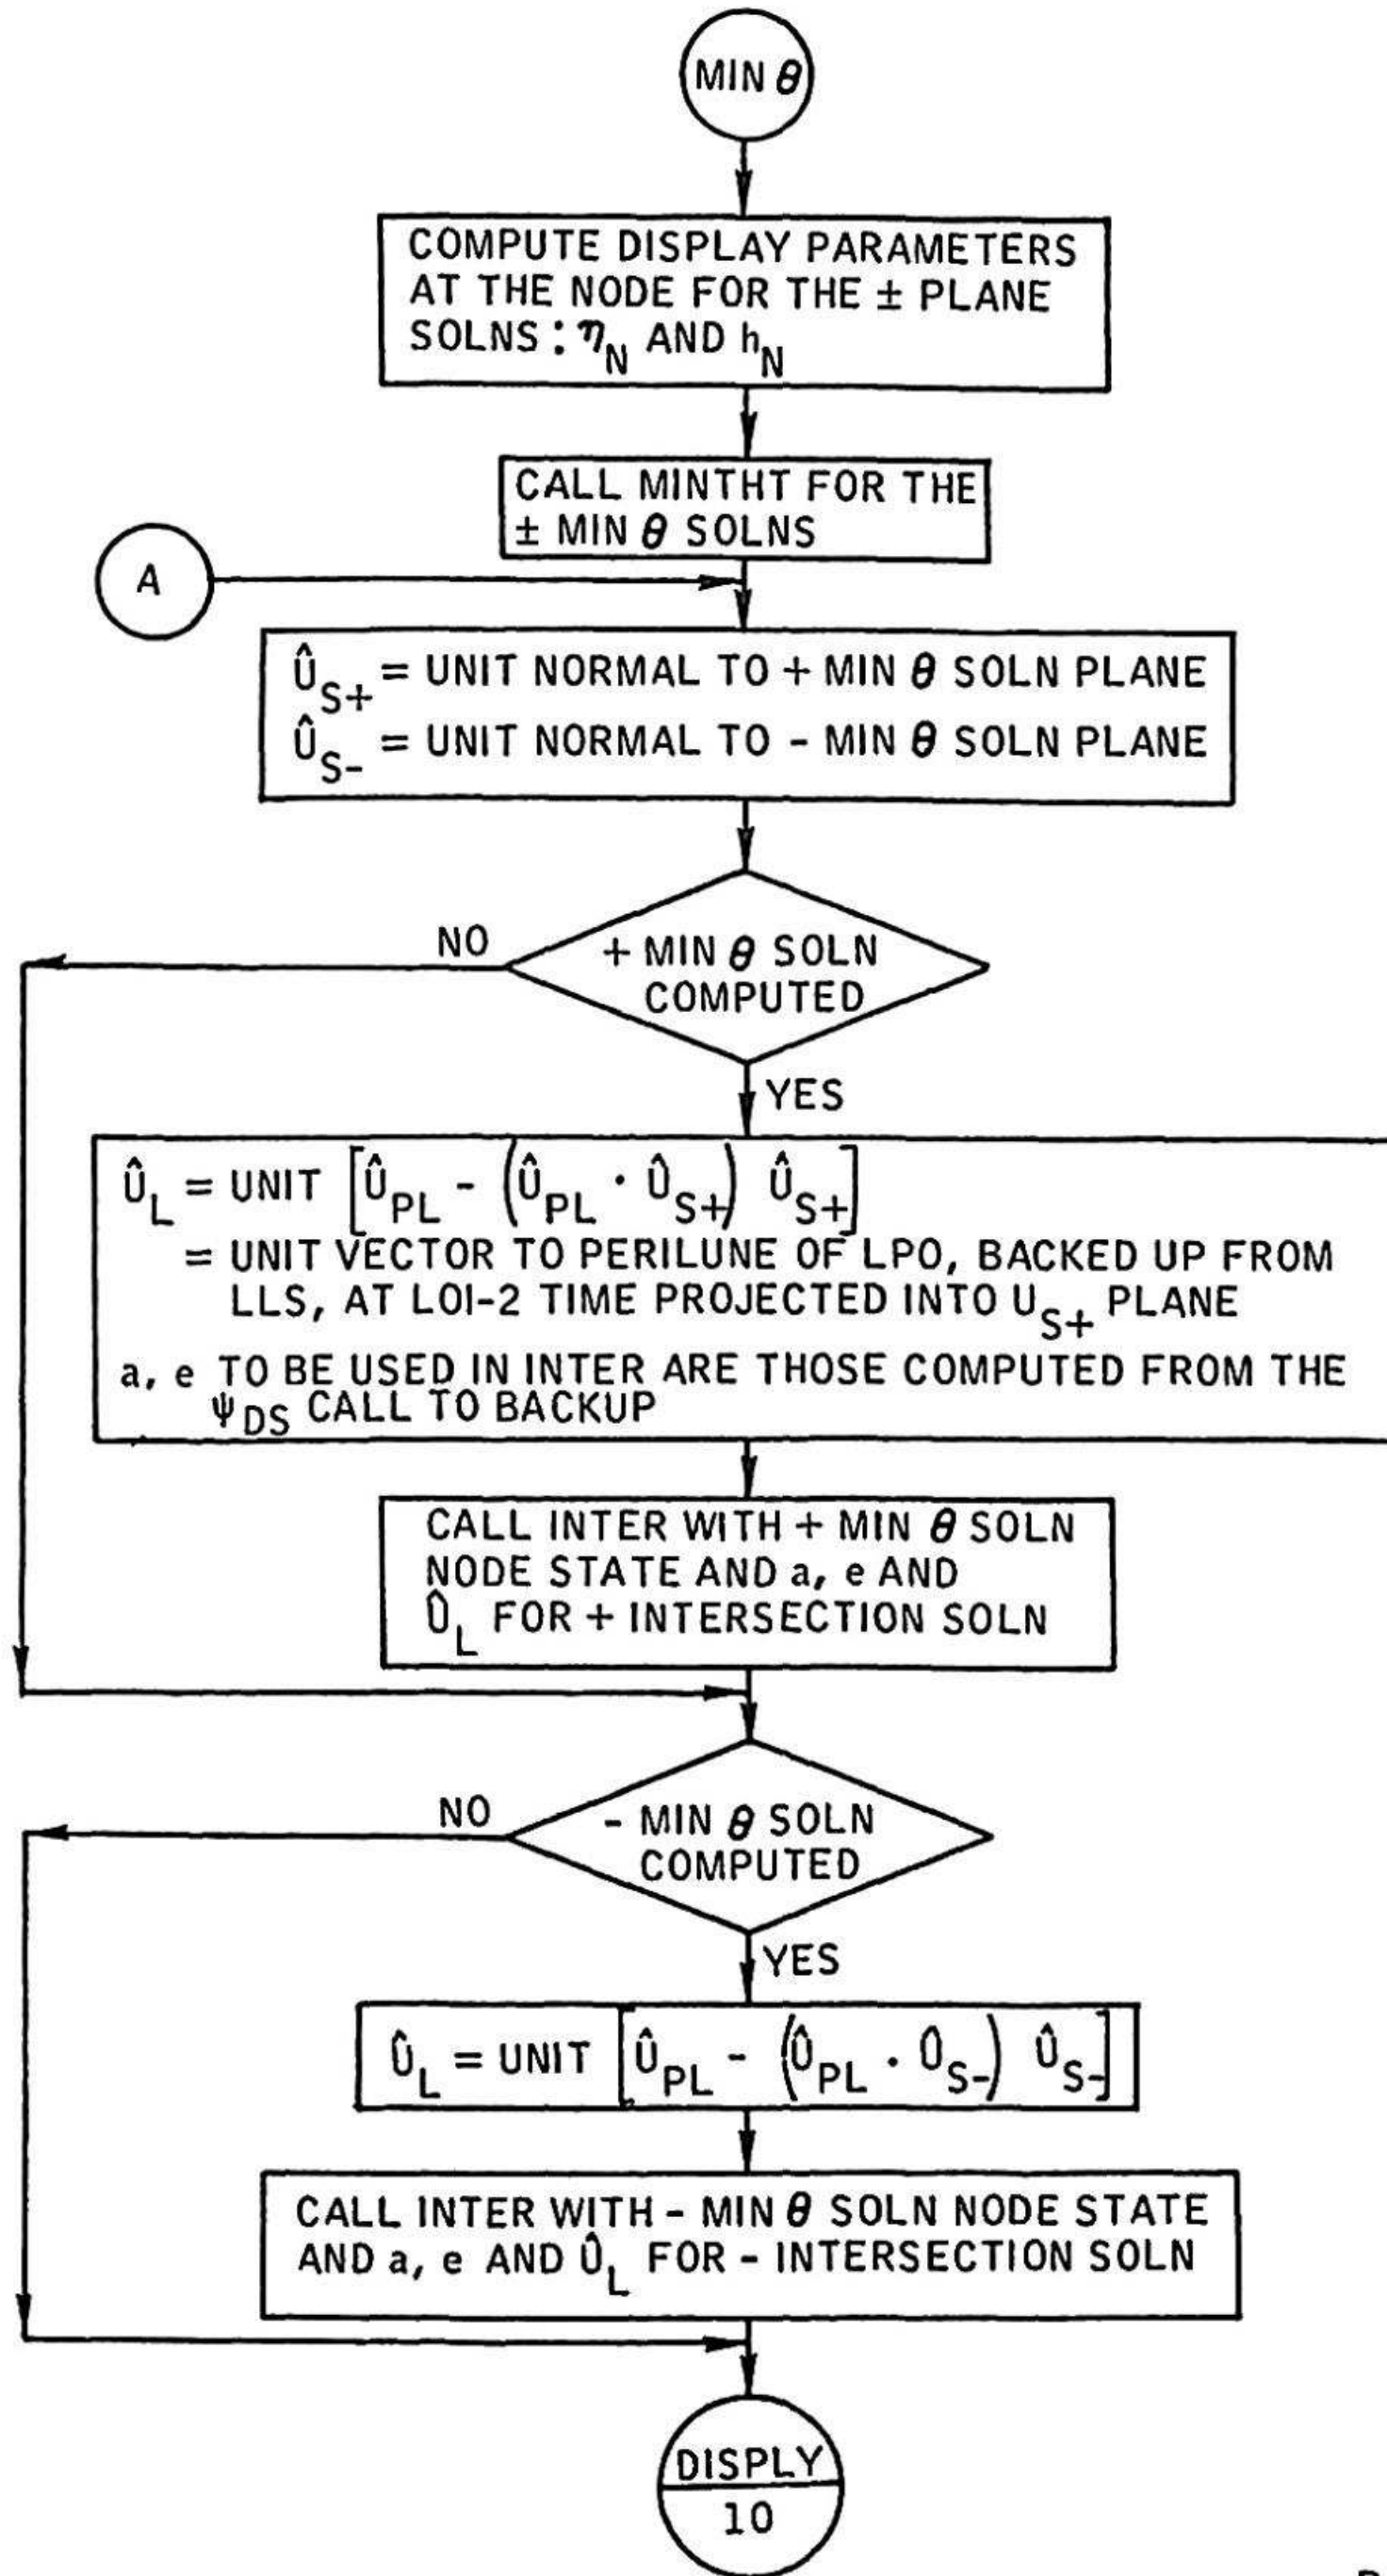 MIN θ
COMPUTE DISPLAY PARAMETERS
AT THE NODE FOR THE ± PLANE
SOLNS: η_N AND h_N
CALL MINTHT FOR THE
± MIN θ SOLNS
A
Û_S+ = UNIT NORMAL TO + MIN θ SOLN PLANE
Û_S- = UNIT NORMAL TO - MIN θ SOLN PLANE
NO
+ MIN θ SOLN
COMPUTED
YES
Û_L = UNIT [Û_PL - (Û_PL · Û_S+) Û_S+]
= UNIT VECTOR TO PERILUNE OF LPO, BACKED UP FROM
LLS, AT LOI-2 TIME PROJECTED INTO U_S+ PLANE
a, e TO BE USED IN INTER ARE THOSE COMPUTED FROM THE
ψ_DS CALL TO BACKUP
CALL INTER WITH + MIN θ SOLN
NODE STATE AND a, e AND
Û_L FOR + INTERSECTION SOLN
NO
- MIN θ SOLN
COMPUTED
YES
Û_L = UNIT [Û_PL - (Û_PL · Û_S-) Û_S-]
CALL INTER WITH - MIN θ SOLN NODE STATE
AND a, e AND Û_L FOR - INTERSECTION SOLN
DISPLY
10